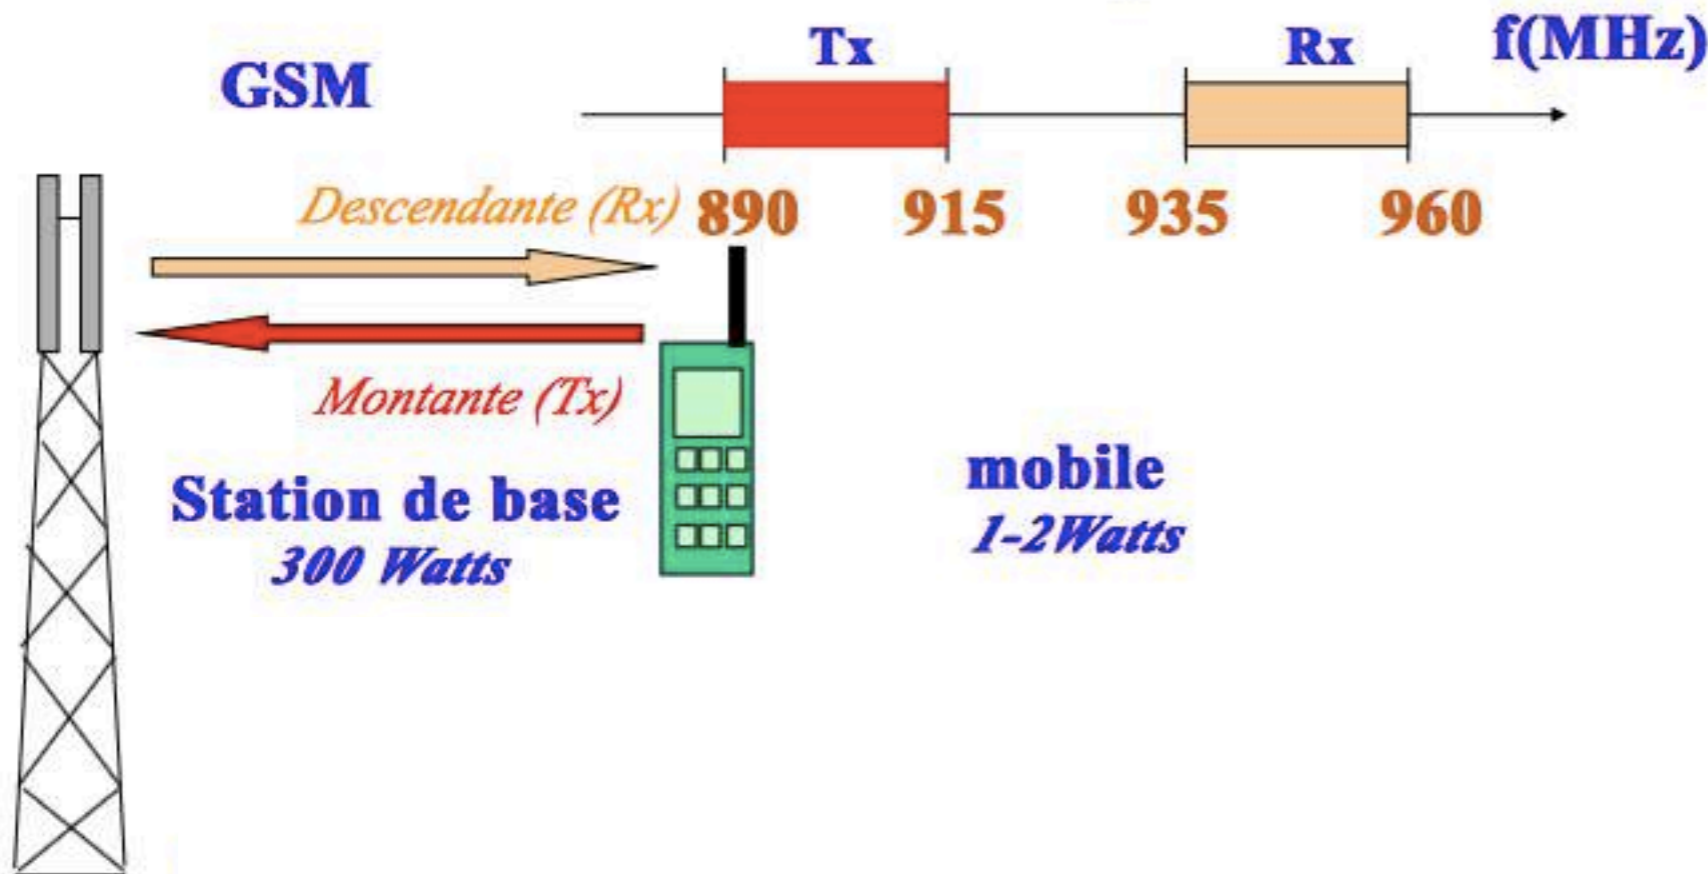 GSM
Tx
Rx
f(MHz)
890
915
935
960
Descendante (Rx)
Montante (Tx)
Station de base
300 Watts
mobile
1-2Watts